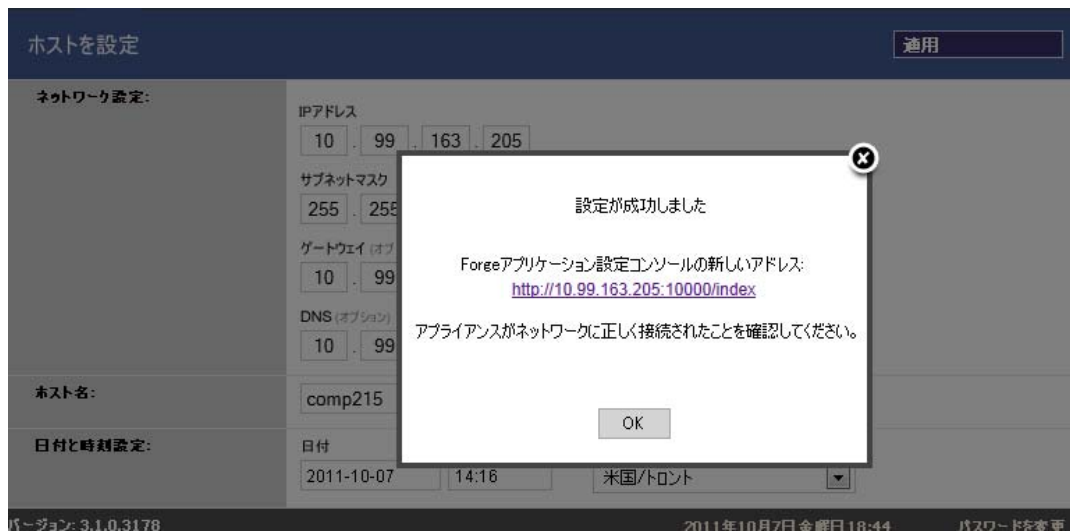 ホストを設定
適用
ネットワーク設定:
IPアドレス
10 . 99 . 163 . 205
サブネットマスク
255 . 255
ゲートウェイ (オプ
10 . 99
DNS (オプション)
10 . 99
設定が成功しました
Forgeアプリケーション設定コンソールの新しいアドレス:
http://10.99.163.205:10000/index
アプライアンスがネットワークに正しく接続されたことを確認してください。
OK
ホスト名:
comp215
日付と時刻設定:
日付
2011-10-07 14:16 米国/トロント
バージョン: 3.1.0.3178 2011年10月7日金曜日18:44 パスワードを変更